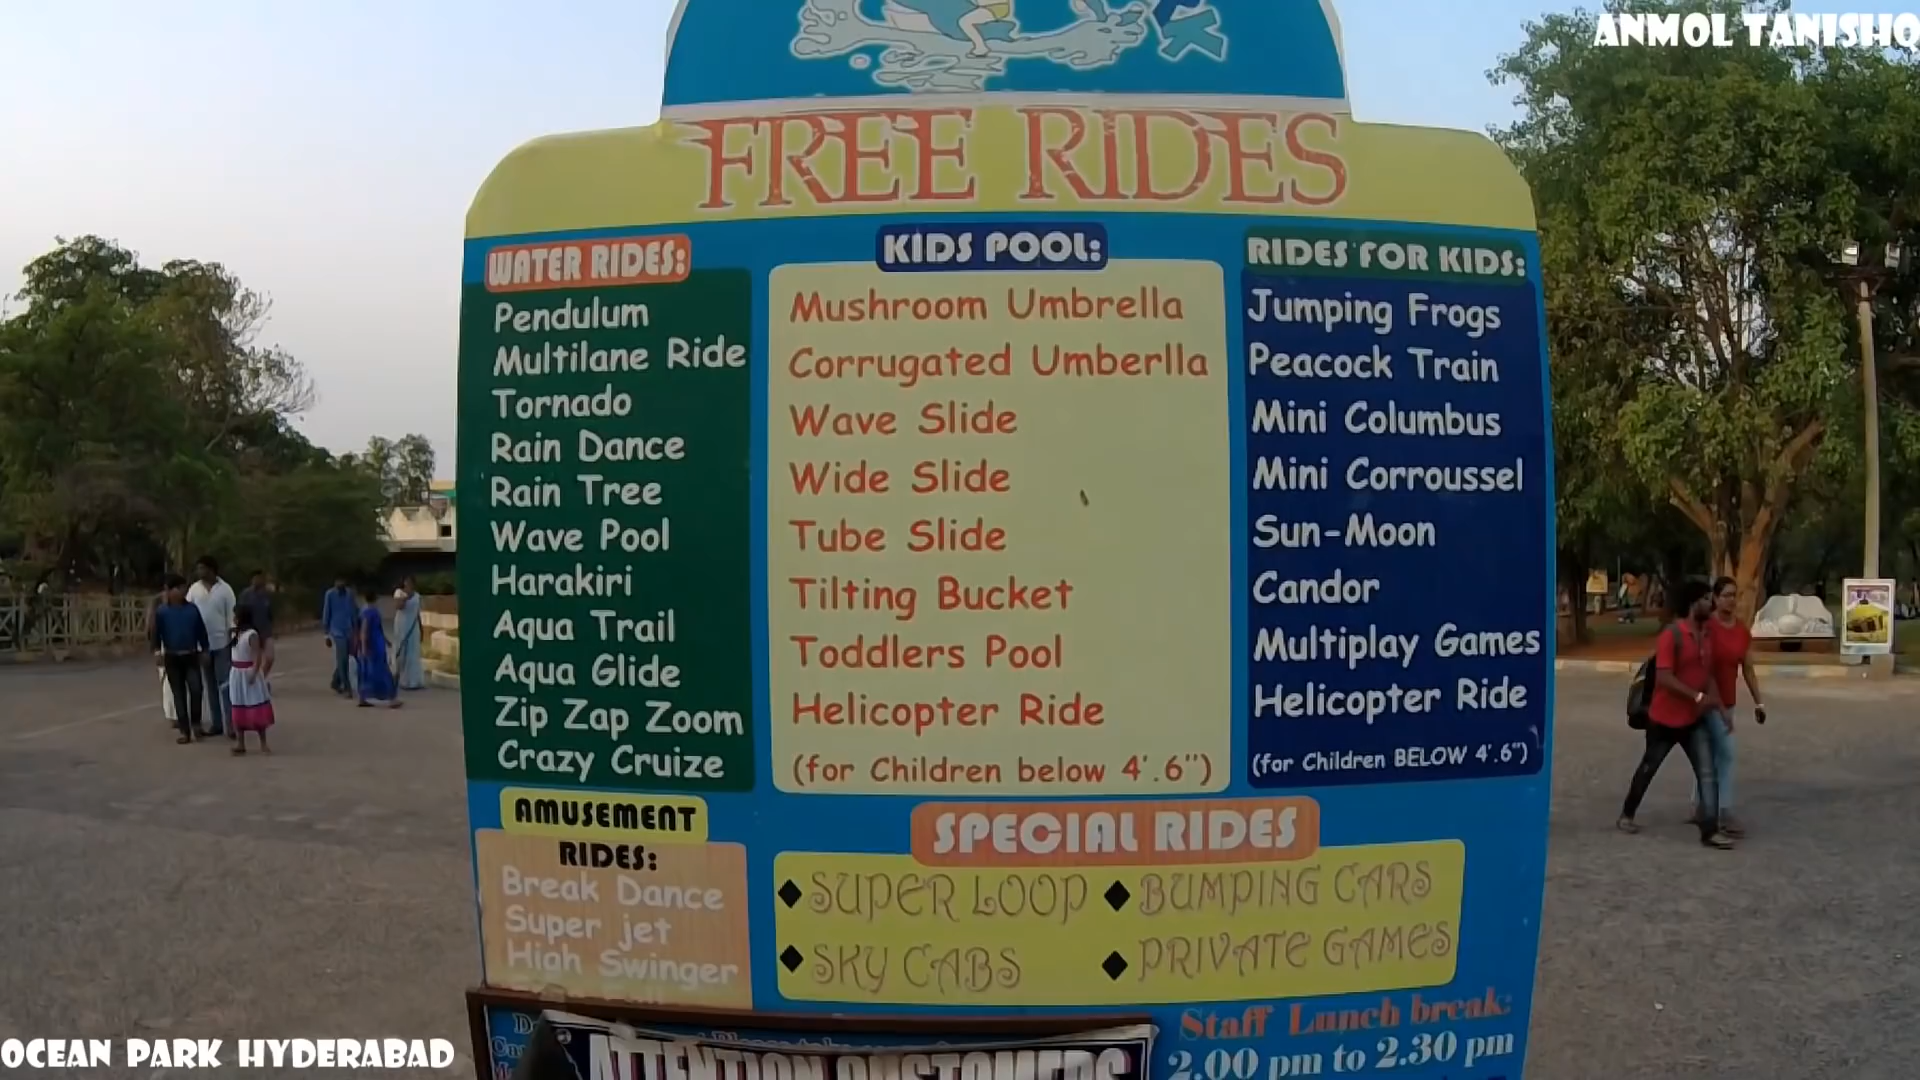 ANMOL TANISHQ
FREE RIDES
WATER RIDES:
Pendulum
Multilane Ride
Tornado
Rain Dance
Rain Tree
Wave Pool
Harakiri
Aqua Trail
Aqua Glide
Zip Zap Zoom
Crazy Cruize
KIDS POOL:
Mushroom Umbrella
Corrugated Umberlla
Wave Slide
Wide Slide
Tube Slide
Tilting Bucket
Toddlers Pool
Helicopter Ride
(for Children below 4'.6")
RIDES FOR KIDS:
Jumping Frogs
Peacock Train
Mini Columbus
Mini Corroussel
Sun-Moon
Candor
Multiplay Games
Helicopter Ride
(for Children BELOW 4'.6")
AMUSEMENT
RIDES:
Break Dance
Super jet
High Swinger
SPECIAL RIDES
SUPER LOOP
BUMPING CARS
SKY CABS
PRIVATE GAMES
Staff Lunch break:
2.00 pm to 2.30 pm
ATTENTION CUSTOMERS
OCEAN PARK HYDERABAD